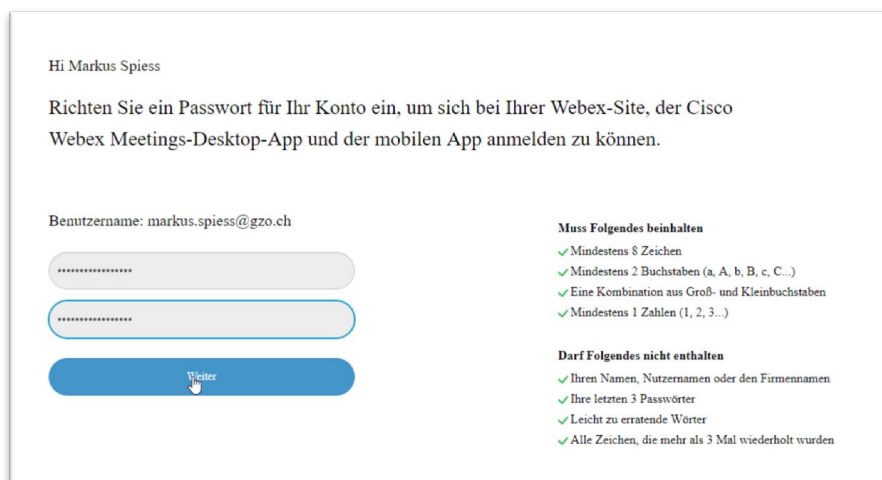 Hi Markus Spiess
Richten Sie ein Passwort für Ihr Konto ein, um sich bei Ihrer Webex-Site, der Cisco
Webex Meetings-Desktop-App und der mobilen App anmelden zu können.
Benutzername: markus.spiess@gzo.ch
•••••••••••••••••
•••••••••••••••••
Weiter
Muss Folgendes beinhalten
Mindestens 8 Zeichen
Mindestens 2 Buchstaben (a, A, b, B, c, C...)
Eine Kombination aus Groß- und Kleinbuchstaben
Mindestens 1 Zahlen (1, 2, 3...)
Darf Folgendes nicht enthalten
Ihren Namen, Nutzernamen oder den Firmennamen
Ihre letzten 3 Passwörter
Leicht zu erratende Wörter
Alle Zeichen, die mehr als 3 Mal wiederholt wurden